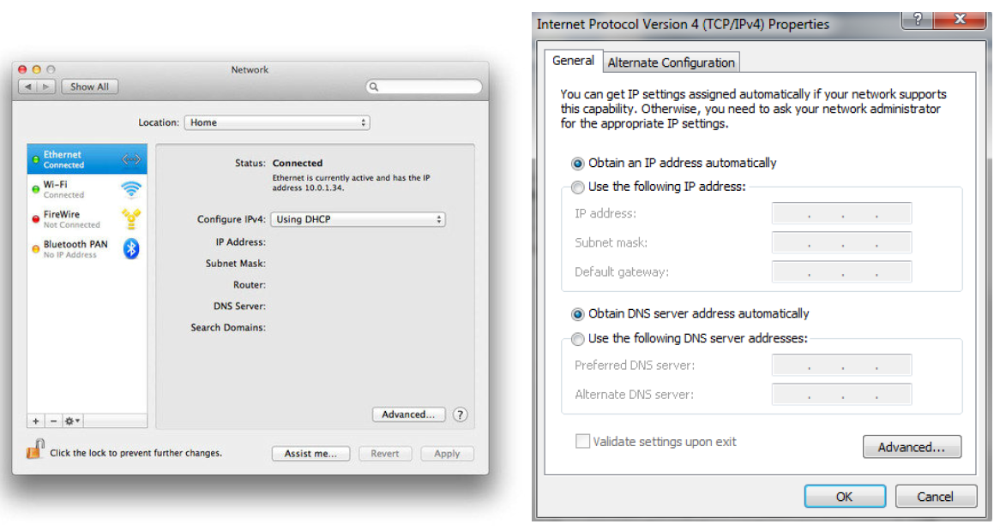 Network
Show All
Location: Home
Ethernet
Connected
Wi-Fi
Connected
FireWire
Not Connected
Bluetooth PAN
No IP Address
Status: Connected
Ethernet is currently active and has the IP
address 10.0.1.34.
Configure IPv4: Using DHCP
IP Address:
Subnet Mask:
Router:
DNS Server:
Search Domains:
Advanced... ?
+ −
Click the lock to prevent further changes.
Assist me... Revert Apply
Internet Protocol Version 4 (TCP/IPv4) Properties
? X
General Alternate Configuration
You can get IP settings assigned automatically if your network supports
this capability. Otherwise, you need to ask your network administrator
for the appropriate IP settings.
Obtain an IP address automatically
Use the following IP address:
IP address: . . .
Subnet mask: . . .
Default gateway: . . .
Obtain DNS server address automatically
Use the following DNS server addresses:
Preferred DNS server: . . .
Alternate DNS server: . . .
Validate settings upon exit
Advanced...
OK Cancel